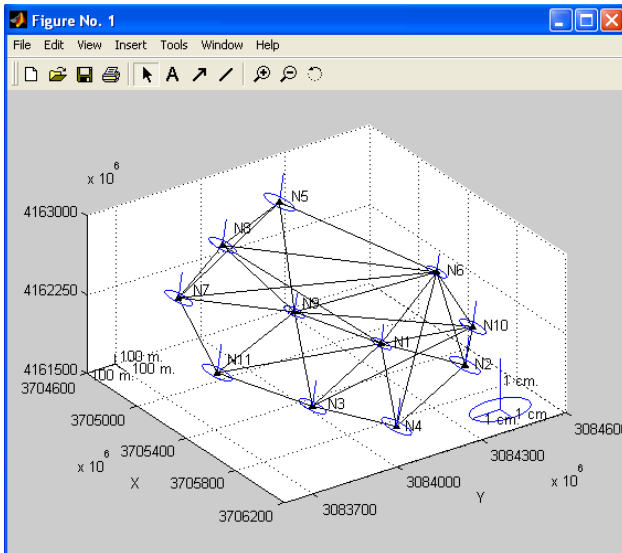 Figure No. 1
File Edit View Insert Tools Window Help
x 10 6
4163000
4162250
4161500
N5
N8
N6
N7
N9
N10
N1
N2
N11
N3
N4
100 m.
100 m.
100 m.
1 cm.
1 cm.
1 cm.
3704600
3705000
3705400
3705800
3706200
x 10 6
X
3083700
3084000
3084300
3084600
x 10 6
Y